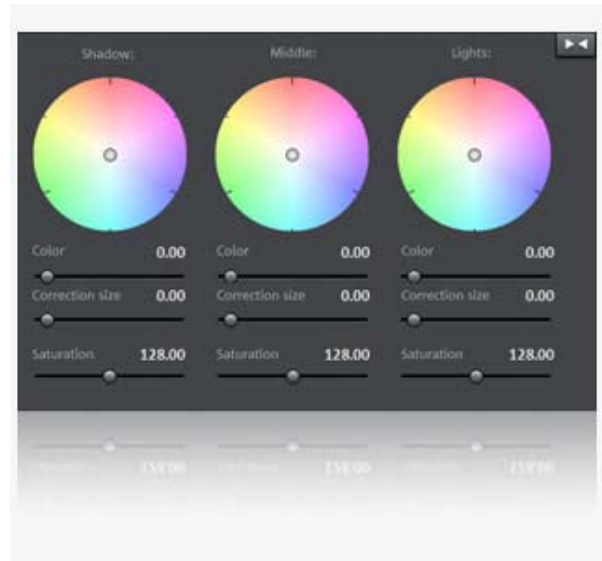 Shadow: Middle: Lights:
Color 0.00 Color 0.00 Color 0.00
Correction size 0.00 Correction size 0.00 Correction size 0.00
Saturation 128.00 Saturation 128.00 Saturation 128.00